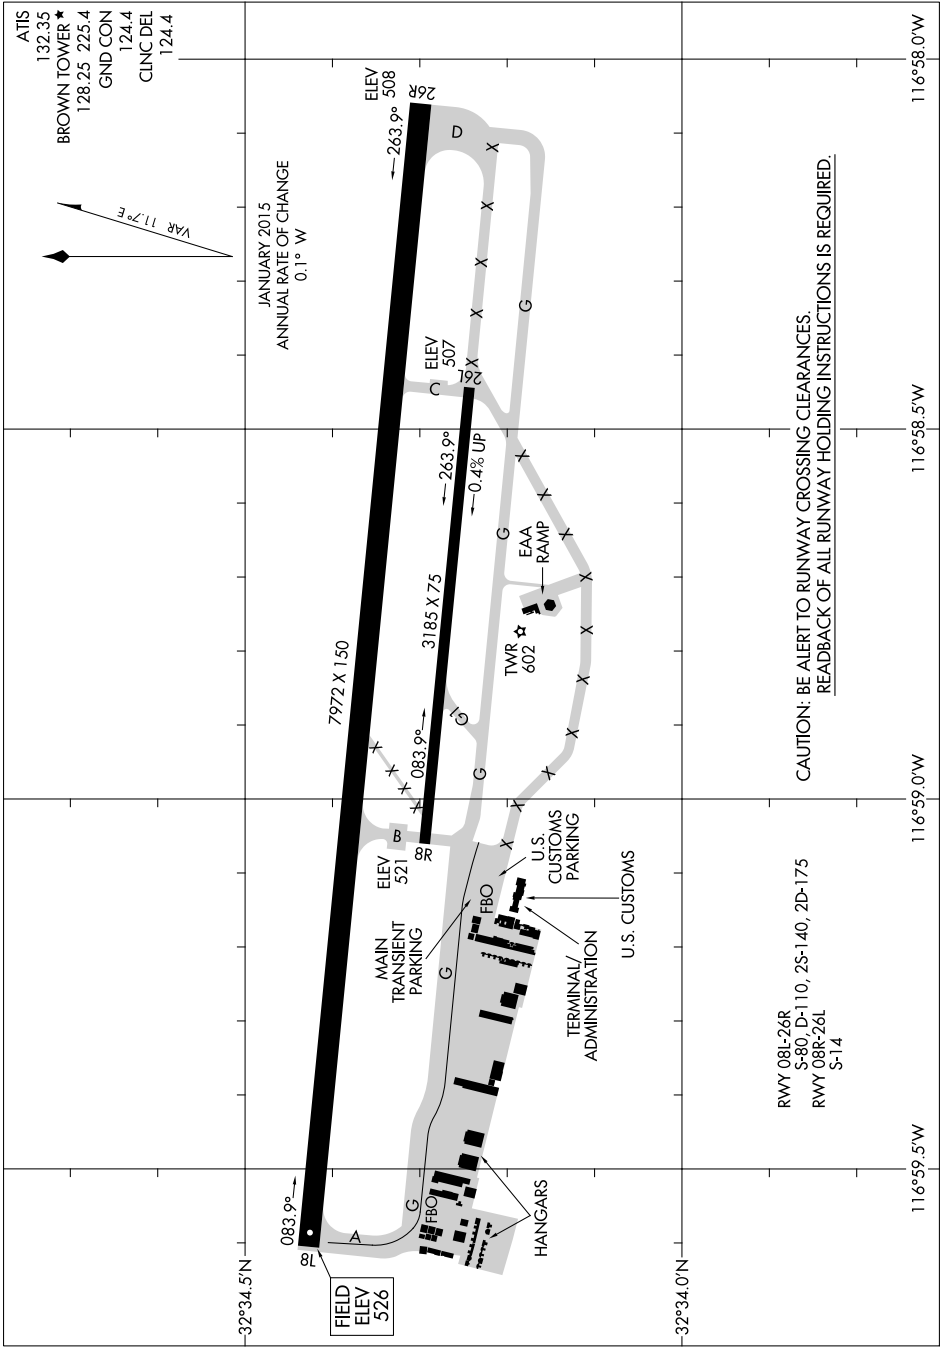 ATIS
132.35
BROWN TOWER★
128.25 225.4
GND CON
124.4
CLNC DEL
124.4
VAR 11.7° E
JANUARY 2015
ANNUAL RATE OF CHANGE
0.1° W
ELEV
508
26R
263.9°
D
X
X
X
X
X
G
ELEV
507
26L
C
263.9°
0.4% UP
7972 X 150
3185 X 75
G
EAA
RAMP
TWR
602
X
X
X
X
X
X
X
X
X
X
G1
083.9°
G
X
X
X
X
B
8R
ELEV
521
U.S.
CUSTOMS
PARKING
FBO
MAIN
TRANSIENT
PARKING
G
U.S. CUSTOMS
TERMINAL/
ADMINISTRATION
083.9°
A
G
FBO
8L
HANGARS
FIELD
ELEV
526
CAUTION: BE ALERT TO RUNWAY CROSSING CLEARANCES.
READBACK OF ALL RUNWAY HOLDING INSTRUCTIONS IS REQUIRED.
RWY 08L-26R
S-80, D-110, 2S-140, 2D-175
RWY 08R-26L
S-14
116°58.0'W
116°58.5'W
116°59.0'W
116°59.5'W
32°34.5'N
32°34.0'N